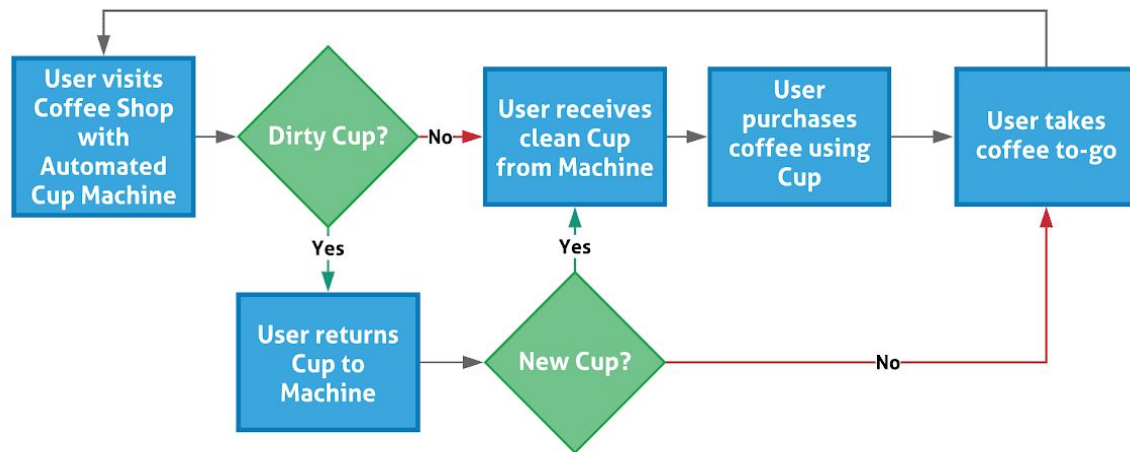 User visits
Coffee Shop
with
Automated
Cup Machine
Dirty Cup?
No
User receives
clean Cup
from Machine
User
purchases
coffee using
Cup
User takes
coffee to-go
Yes
Yes
User returns
Cup to
Machine
New Cup?
No